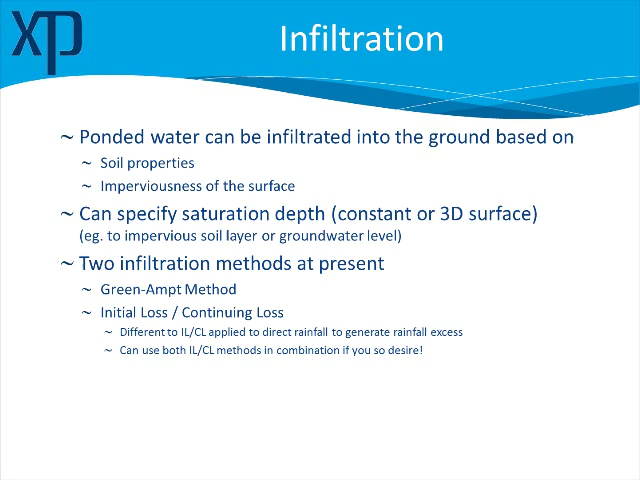 XP
Infiltration
~ Ponded water can be infiltrated into the ground based on
~ Soil properties
~ Imperviousness of the surface
~ Can specify saturation depth (constant or 3D surface)
(eg. to impervious soil layer or groundwater level)
~ Two infiltration methods at present
~ Green-Ampt Method
~ Initial Loss / Continuing Loss
~ Different to IL/CL applied to direct rainfall to generate rainfall excess
~ Can use both IL/CL methods in combination if you so desire!